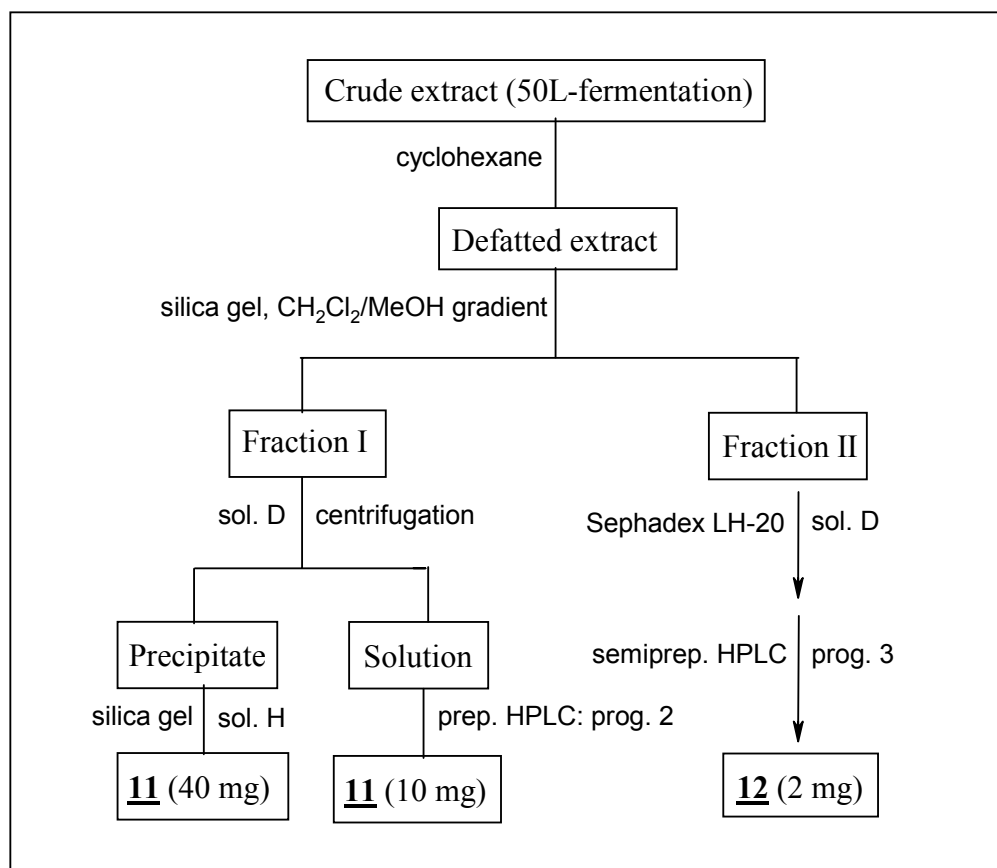 Crude extract (50L-fermentation)
cyclohexane
Defatted extract
silica gel, CH₂Cl₂/MeOH gradient
Fraction I
Fraction II
sol. D centrifugation
Sephadex LH-20 sol. D
Precipitate
Solution
semiprep. HPLC prog. 3
silica gel sol. H
prep. HPLC: prog. 2
11 (40 mg)
11 (10 mg)
12 (2 mg)